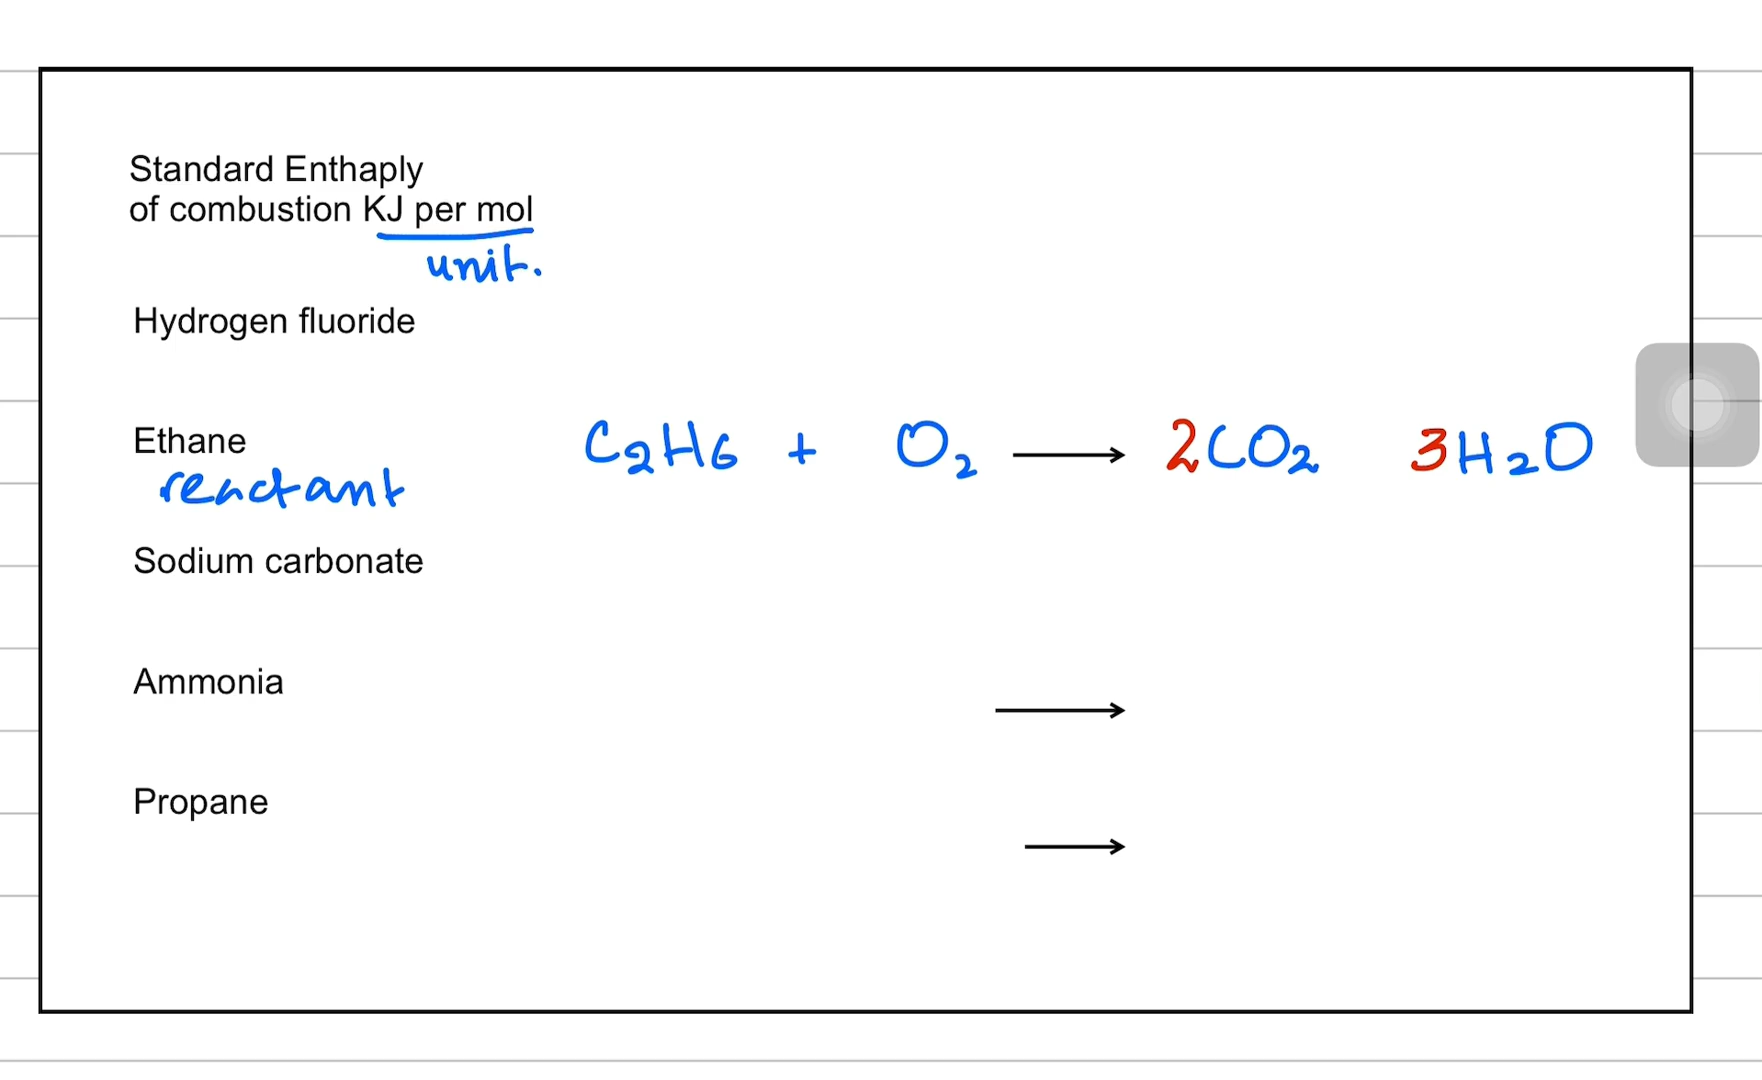 Standard Enthaply
of combustion KJ per mol
unit.
Hydrogen fluoride
Ethane C₂H₆ + O₂ ⟶ 2CO₂ 3H₂O
reactant
Sodium carbonate
Ammonia ⟶
Propane ⟶